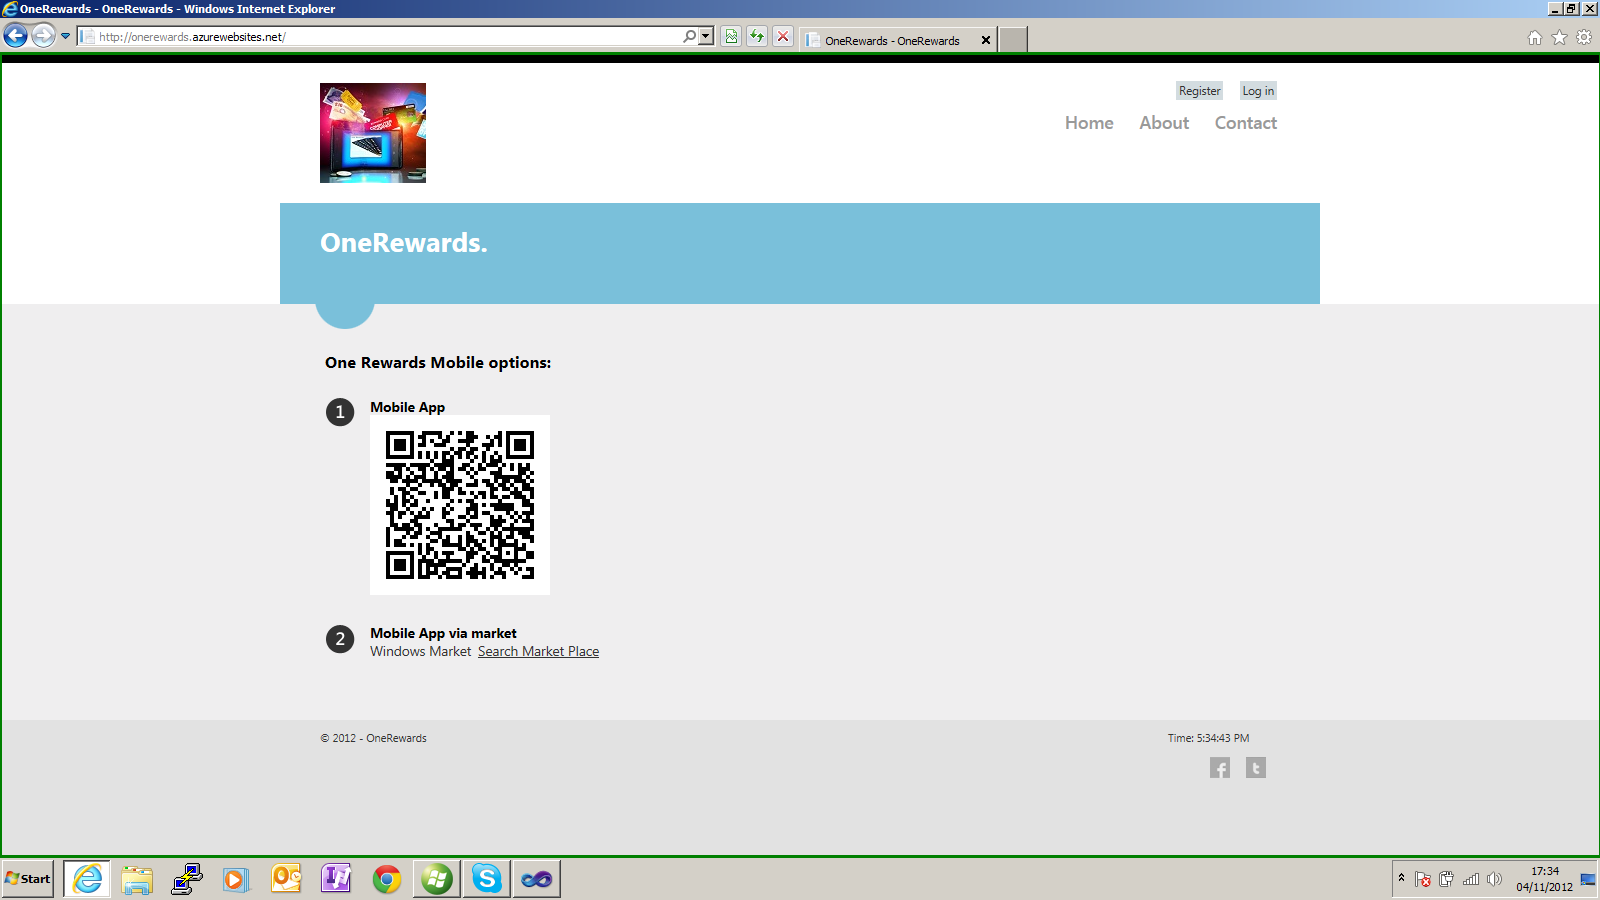 OneRewards - OneRewards - Windows Internet Explorer
http://onerewards.azurewebsites.net/
OneRewards - OneRewards
Register Log in
Home About Contact
OneRewards.
One Rewards Mobile options:
1 Mobile App
2 Mobile App via market
Windows Market Search Market Place
© 2012 - OneRewards
Time: 5:34:43 PM
Start
17:34
04/11/2012